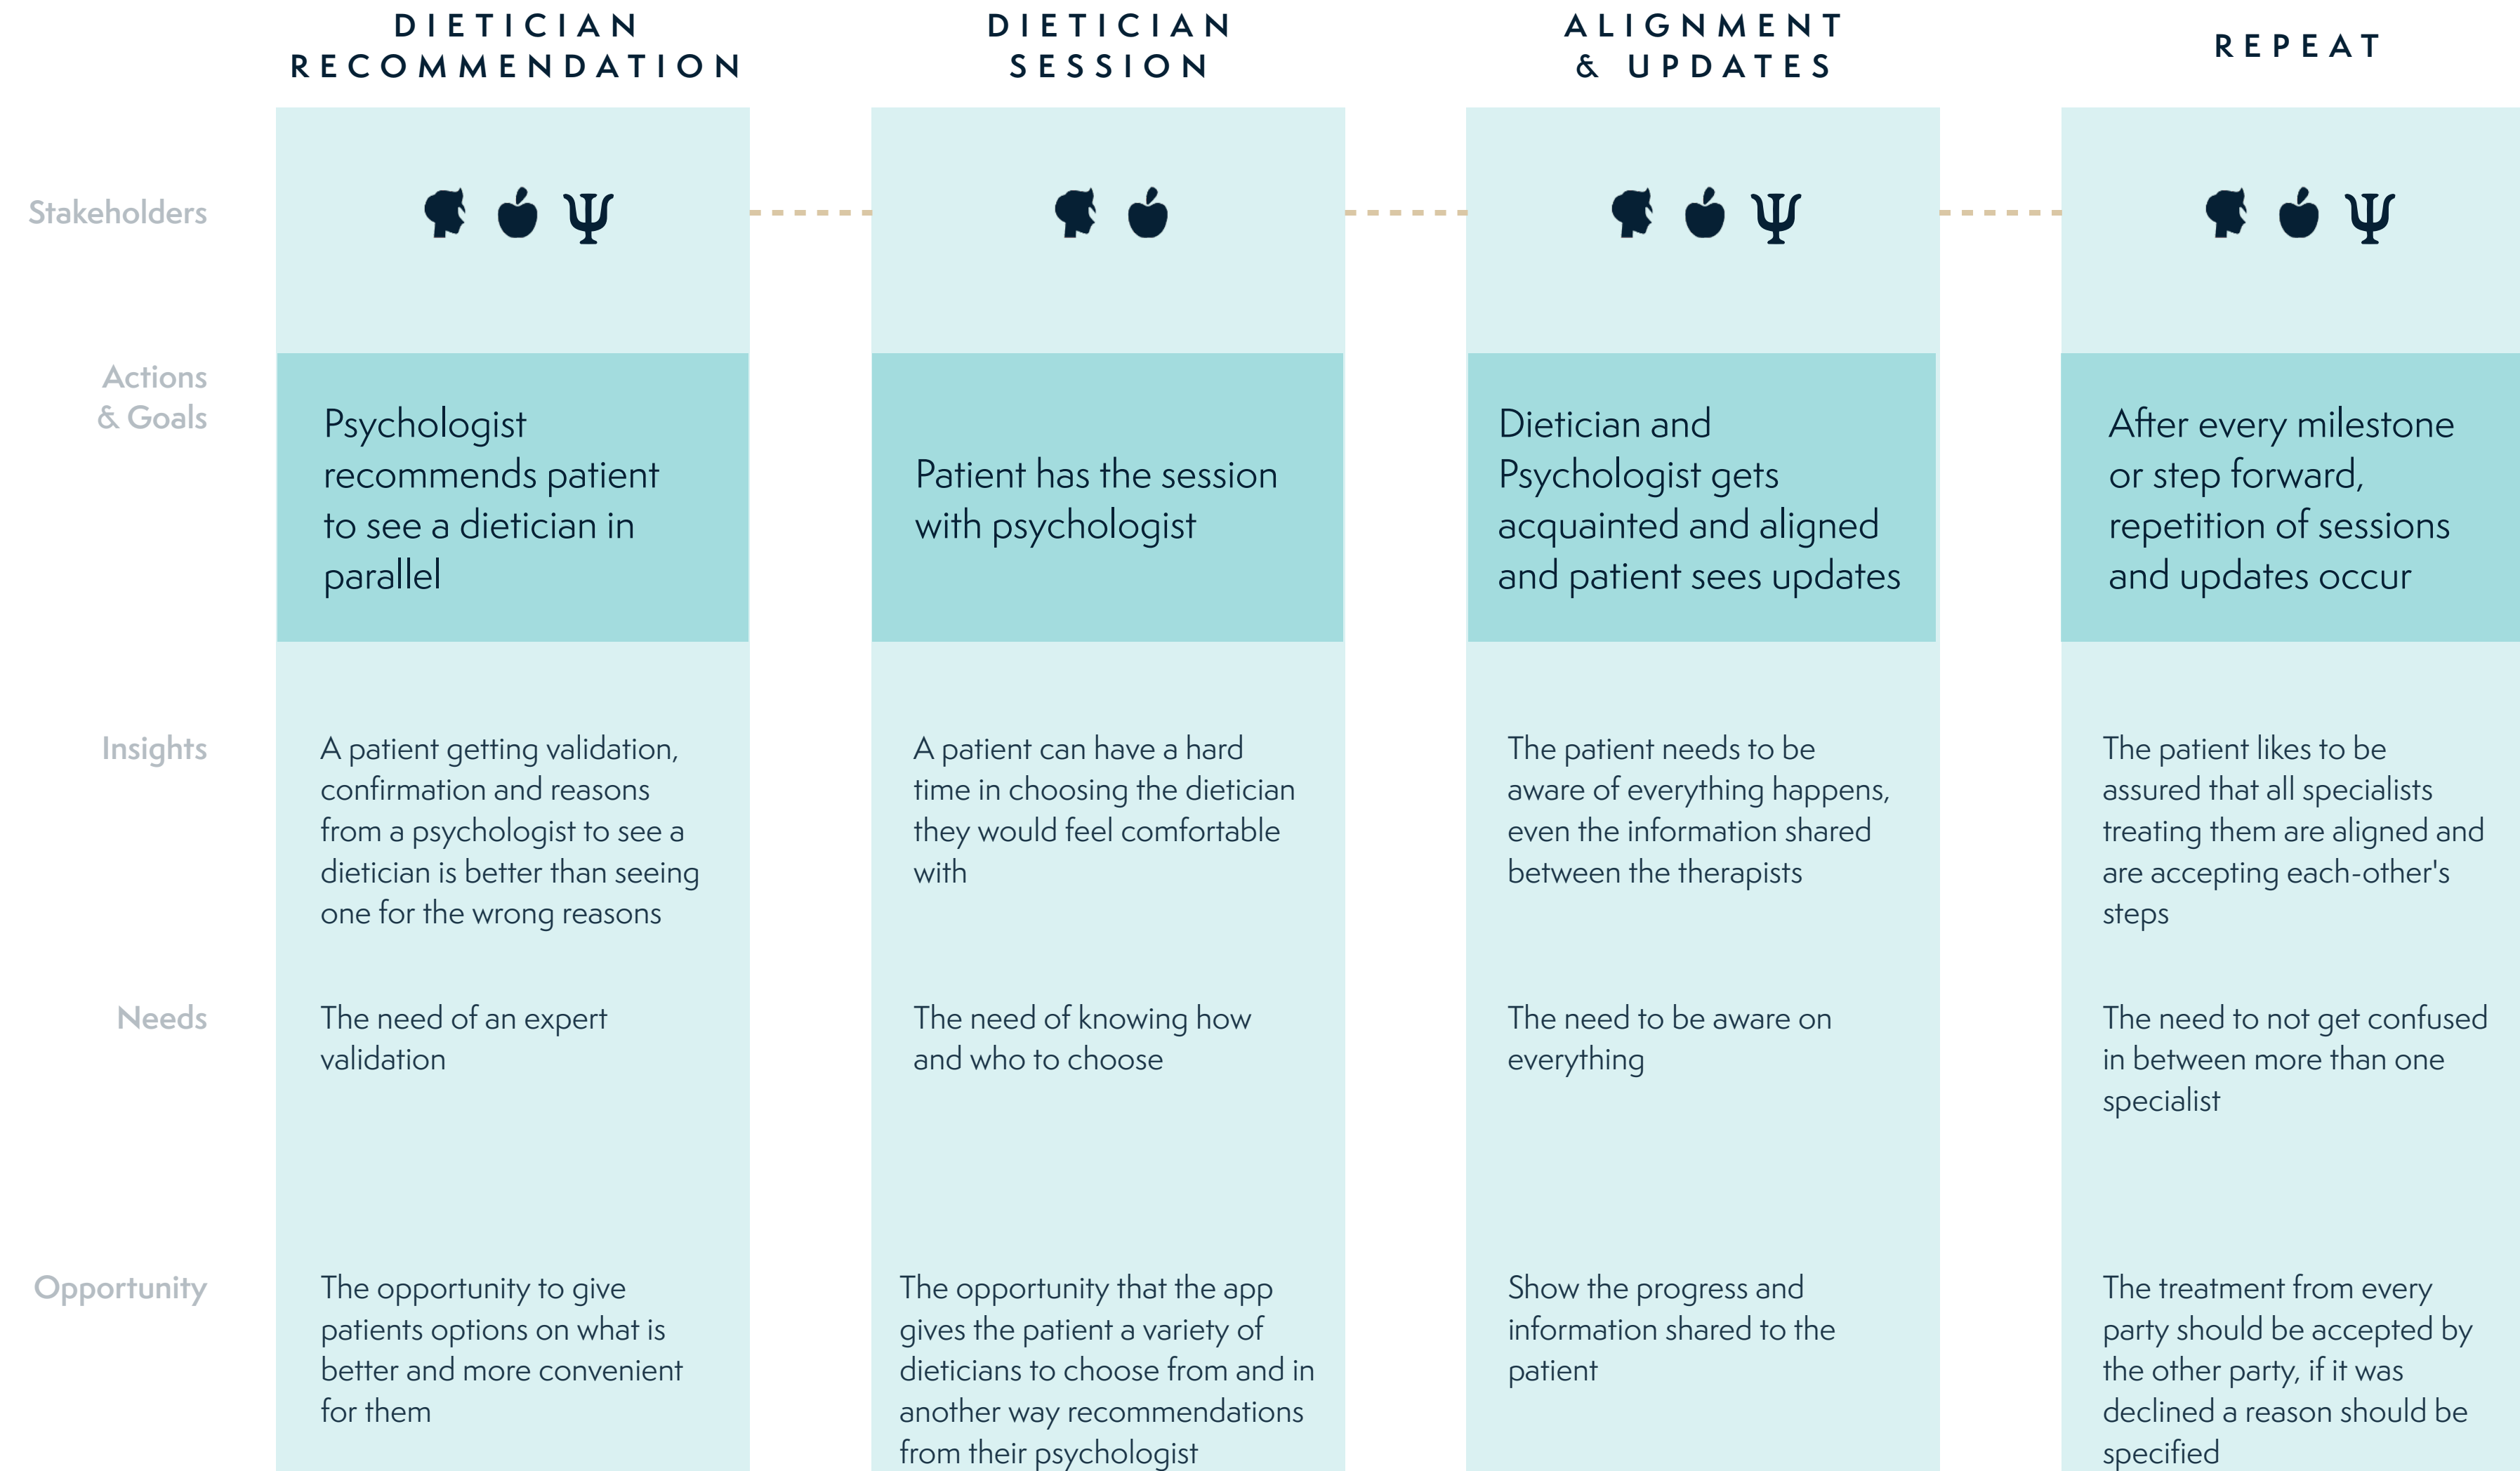 DIETICIAN
RECOMMENDATION
DIETICIAN
SESSION
ALIGNMENT
& UPDATES
REPEAT
Stakeholders
Actions
& Goals
Psychologist
recommends patient
to see a dietician in
parallel
Patient has the session
with psychologist
Dietician and
Psychologist gets
acquainted and aligned
and patient sees updates
After every milestone
or step forward,
repetition of sessions
and updates occur
Insights
A patient getting validation,
confirmation and reasons
from a psychologist to see a
dietician is better than seeing
one for the wrong reasons
A patient can have a hard
time in choosing the dietician
they would feel comfortable
with
The patient needs to be
aware of everything happens,
even the information shared
between the therapists
The patient likes to be
assured that all specialists
treating them are aligned and
are accepting each-other's
steps
Needs
The need of an expert
validation
The need of knowing how
and who to choose
The need to be aware on
everything
The need to not get confused
in between more than one
specialist
Opportunity
The opportunity to give
patients options on what is
better and more convenient
for them
The opportunity that the app
gives the patient a variety of
dieticians to choose from and in
another way recommendations
from their psychologist
Show the progress and
information shared to the
patient
The treatment from every
party should be accepted by
the other party, if it was
declined a reason should be
specified